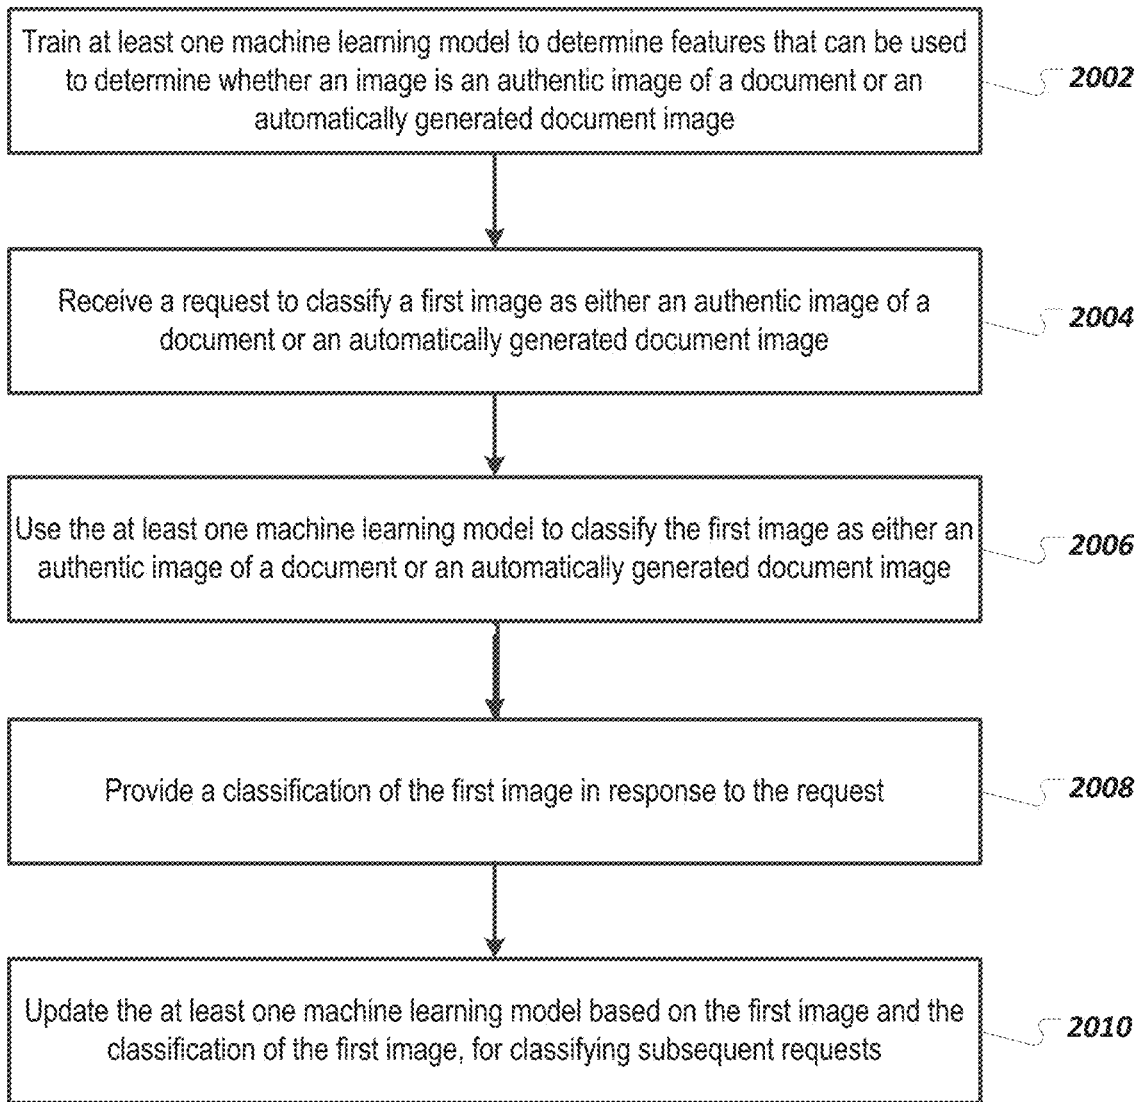 Train at least one machine learning model to determine features that can be used
to determine whether an image is an authentic image of a document or an
automatically generated document image
2002
Receive a request to classify a first image as either an authentic image of a
document or an automatically generated document image
2004
Use the at least one machine learning model to classify the first image as either an
authentic image of a document or an automatically generated document image
2006
Provide a classification of the first image in response to the request
2008
Update the at least one machine learning model based on the first image and the
classification of the first image, for classifying subsequent requests
2010